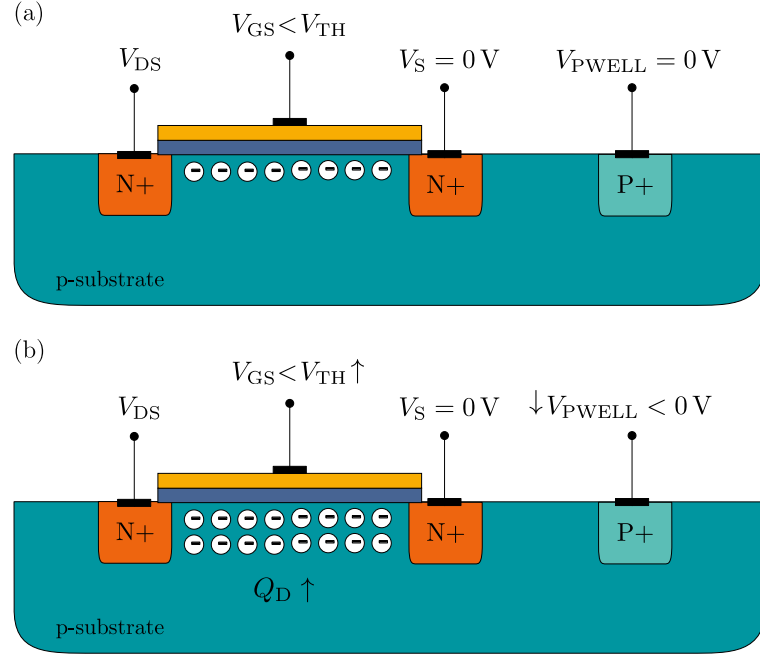 (a)
V_GS < V_TH
V_DS
V_S = 0 V
V_PWELL = 0 V
N+
N+
P+
p-substrate
(b)
V_GS < V_TH ↑
V_DS
V_S = 0 V
↓V_PWELL < 0 V
N+
N+
P+
Q_D ↑
p-substrate